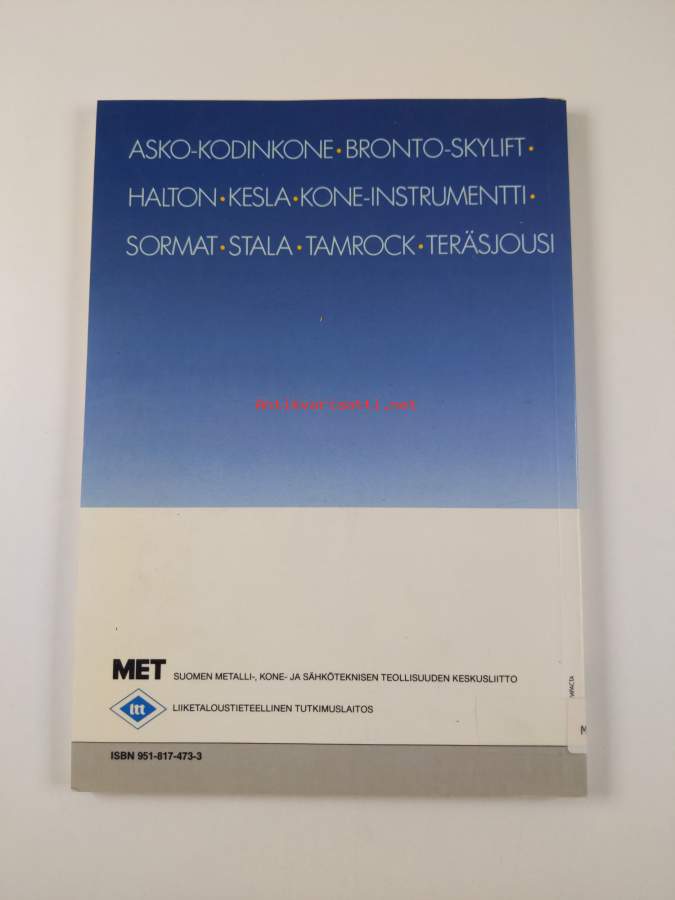 ASKO-KODINKONE • BRONTO-SKYLIFT •
HALTON • KESLA • KONE-INSTRUMENTTI •
SORMAT • STALA • TAMROCK • TERÄSJOUSI
Antikvariaatti.net
MET SUOMEN METALLI-, KONE- JA SÄHKÖTEKNISEN TEOLLISUUDEN KESKUSLIITTO
ltt LIIKETALOUSTIETEELLINEN TUTKIMUSLAITOS
ISBN 951-817-473-3
M